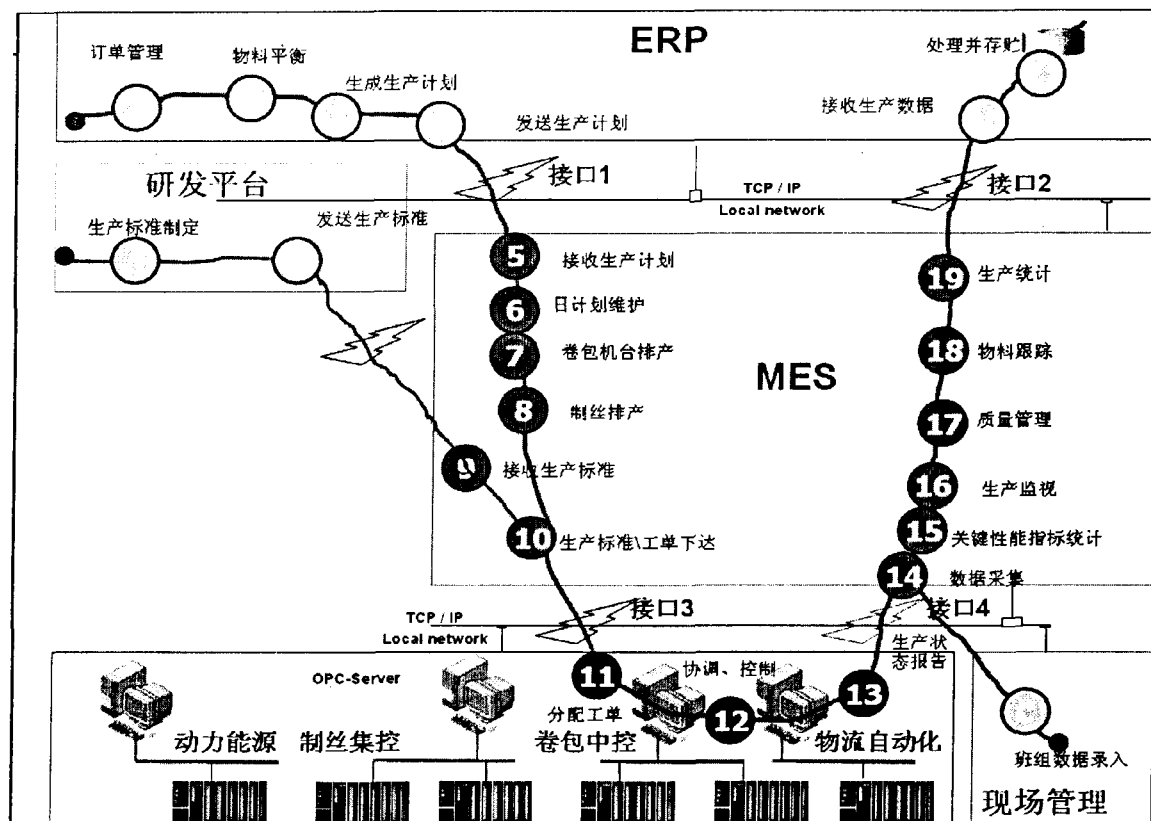 ERP
订单管理
物料平衡
生成生产计划
发送生产计划
处理并存贮
接收生产数据
研发平台
接口1
TCP / IP
Local network
接口2
生产标准制定
发送生产标准
5 接收生产计划
6 日计划维护
7 卷包机台排产
8 制丝排产
9 接收生产标准
10 生产标准\工单下达
MES
19 生产统计
18 物料跟踪
17 质量管理
16 生产监视
15 关键性能指标统计
14 数据采集
TCP / IP
Local network
接口3
接口4
生产状
态报告
OPC-Server
11
分配工单
协调、控制
12
13
动力能源
制丝集控
卷包中控
物流自动化
班组数据录入
现场管理